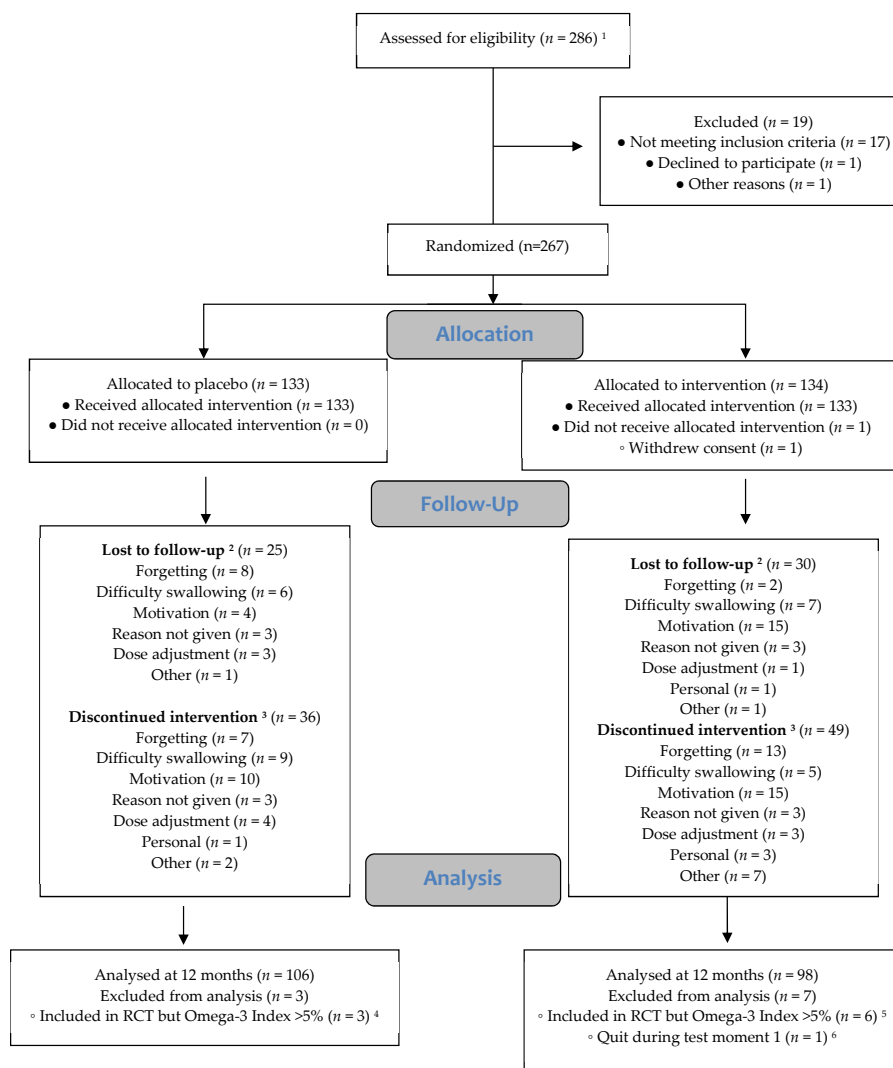 Assessed for eligibility (n = 286) ¹
Excluded (n = 19)
● Not meeting inclusion criteria (n = 17)
● Declined to participate (n = 1)
● Other reasons (n = 1)
Randomized (n=267)
Allocation
Allocated to placebo (n = 133)
● Received allocated intervention (n = 133)
● Did not receive allocated intervention (n = 0)
Allocated to intervention (n = 134)
● Received allocated intervention (n = 133)
● Did not receive allocated intervention (n = 1)
◦ Withdrew consent (n = 1)
Follow-Up
Lost to follow-up ² (n = 25)
Forgetting (n = 8)
Difficulty swallowing (n = 6)
Motivation (n = 4)
Reason not given (n = 3)
Dose adjustment (n = 3)
Other (n = 1)
Discontinued intervention ³ (n = 36)
Forgetting (n = 7)
Difficulty swallowing (n = 9)
Motivation (n = 10)
Reason not given (n = 3)
Dose adjustment (n = 4)
Personal (n = 1)
Other (n = 2)
Lost to follow-up ² (n = 30)
Forgetting (n = 2)
Difficulty swallowing (n = 7)
Motivation (n = 15)
Reason not given (n = 3)
Dose adjustment (n = 1)
Personal (n = 1)
Other (n = 1)
Discontinued intervention ³ (n = 49)
Forgetting (n = 13)
Difficulty swallowing (n = 5)
Motivation (n = 15)
Reason not given (n = 3)
Dose adjustment (n = 3)
Personal (n = 3)
Other (n = 7)
Analysis
Analysed at 12 months (n = 106)
Excluded from analysis (n = 3)
◦ Included in RCT but Omega-3 Index >5% (n = 3) ⁴
Analysed at 12 months (n = 98)
Excluded from analysis (n = 7)
◦ Included in RCT but Omega-3 Index >5% (n = 6) ⁵
◦ Quit during test moment 1 (n = 1) ⁶